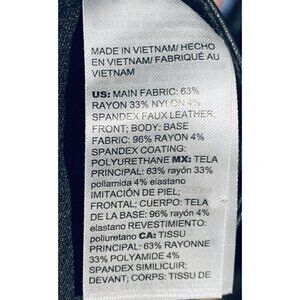 MADE IN VIETNAM/ HECHO
EN VIETNAM/ FABRIQUÉ AU
VIETNAM
US: MAIN FABRIC: 63%
RAYON 33% NYLON 4%
SPANDEX FAUX LEATHER;
FRONT; BODY: BASE
FABRIC: 96% RAYON 4%
SPANDEX COATING:
POLYURETHANE MX: TELA
PRINCIPAL: 63% rayón 33%
poliamida 4% elastano
IMITACIÓN DE PIEL;
FRONTAL; CUERPO: TELA
DE LA BASE: 96% rayón 4%
elastano REVESTIMIENTO:
poliuretano CA: TISSU
PRINCIPAL: 63% RAYONNE
33% POLYAMIDE 4%
SPANDEX SIMILICUIR;
DEVANT; CORPS: TISSU DE